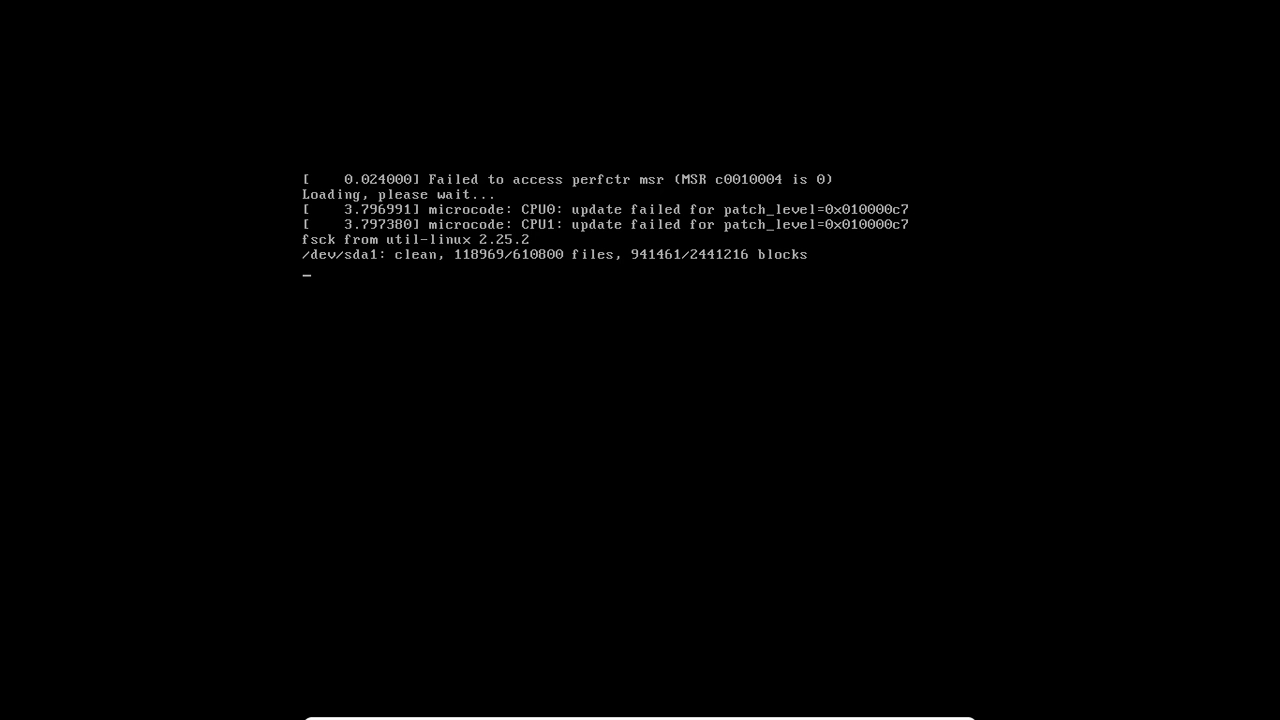 [    0.024000] Failed to access perfctr msr (MSR c0010004 is 0)
Loading, please wait...
[    3.796991] microcode: CPU0: update failed for patch_level=0x010000c7
[    3.797380] microcode: CPU1: update failed for patch_level=0x010000c7
fsck from util-linux 2.25.2
/dev/sda1: clean, 118969/610800 files, 941461/2441216 blocks